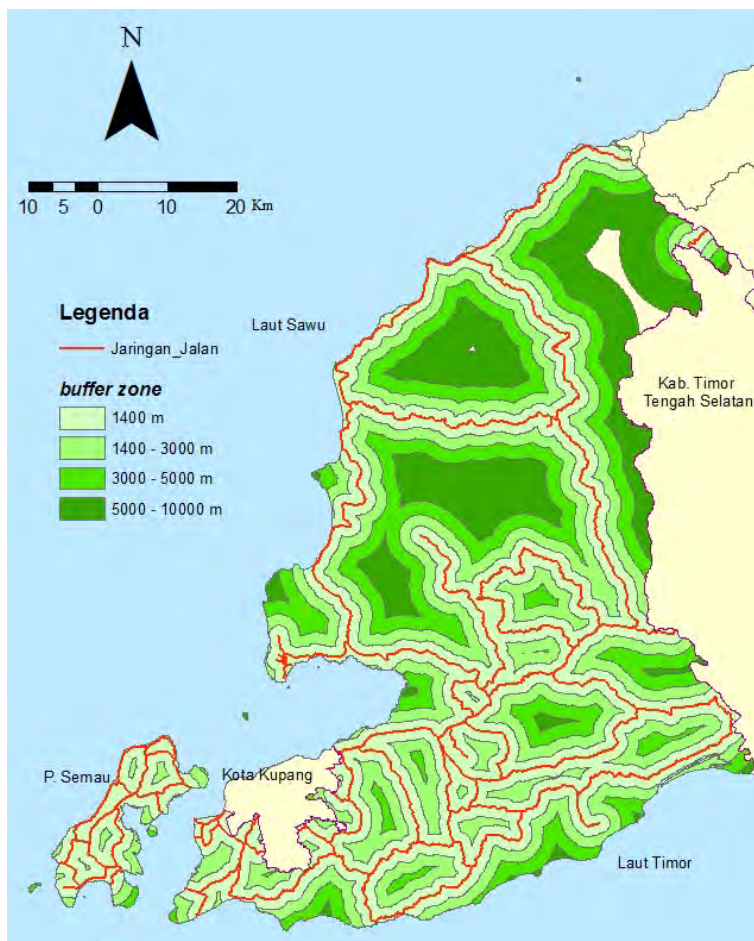 N
10 5 0 10 20 Km
Legenda
Jaringan_Jalan
buffer zone
1400 m
1400 - 3000 m
3000 - 5000 m
5000 - 10000 m
Laut Sawu
Kab. Timor
Tengah Selatan
P. Semau
Kota Kupang
Laut Timor